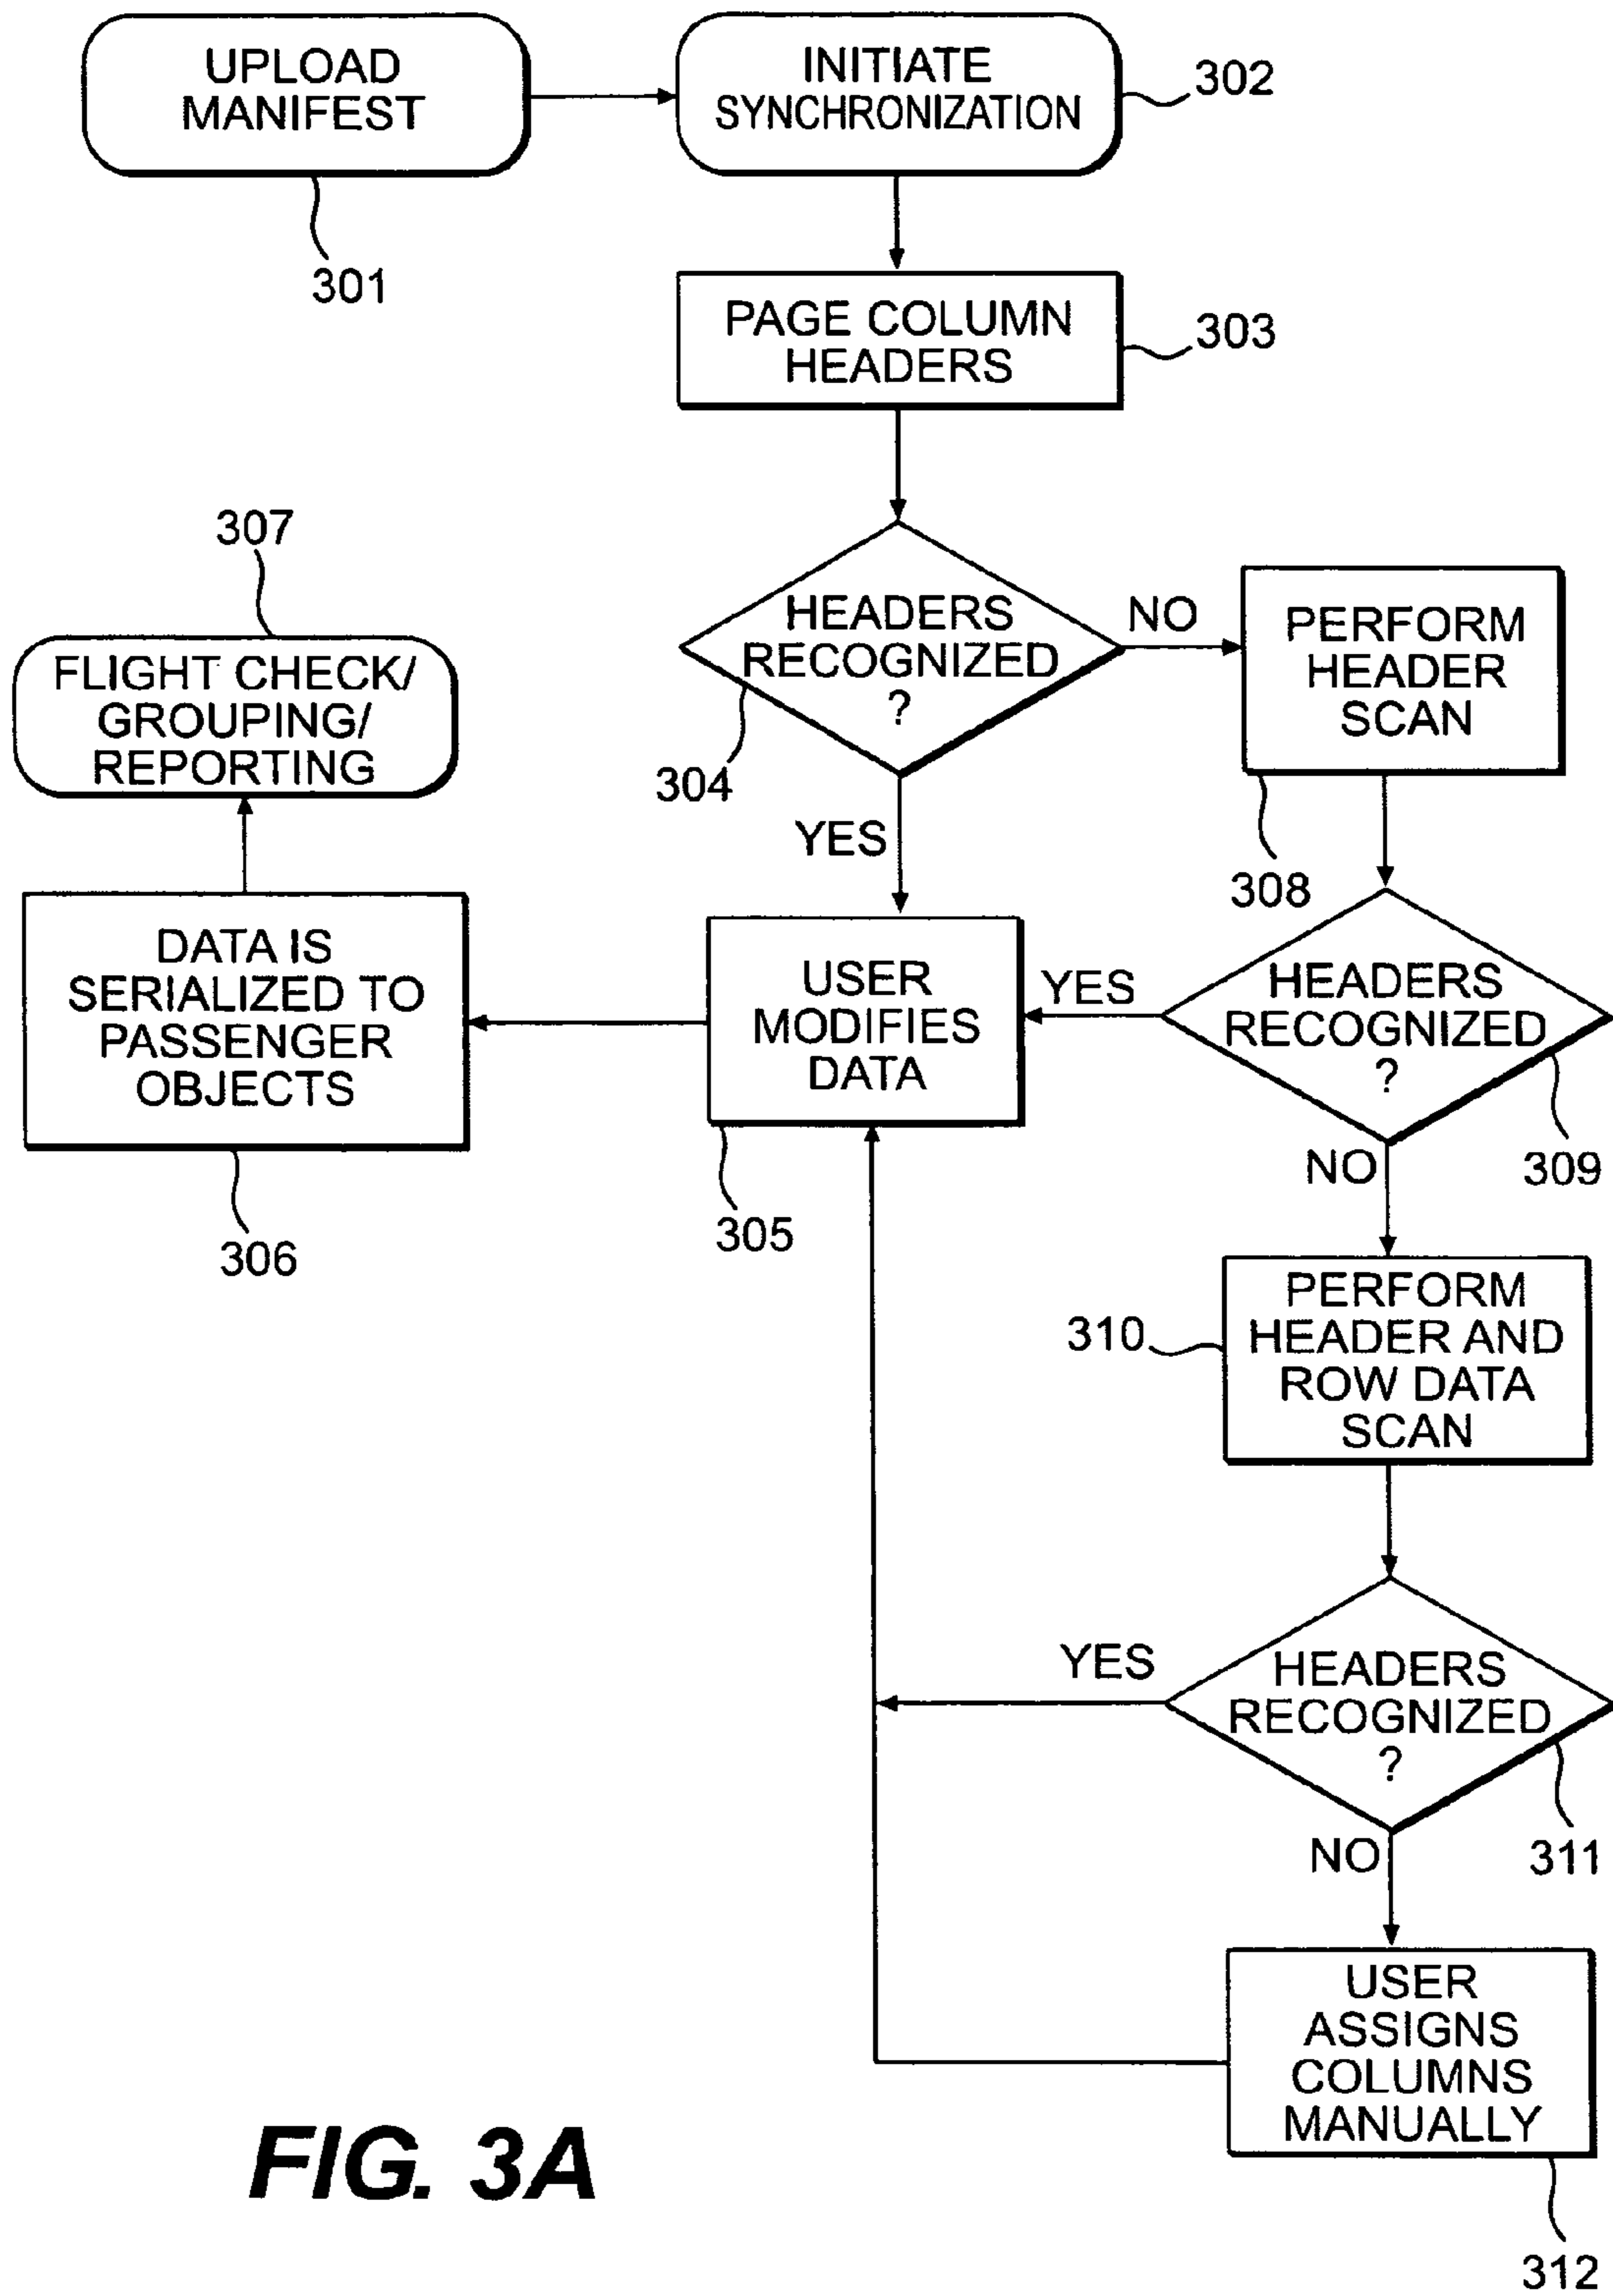 UPLOAD
MANIFEST
301
INITIATE
SYNCHRONIZATION
302
PAGE COLUMN
HEADERS
303
HEADERS
RECOGNIZED
?
304
NO
YES
PERFORM
HEADER
SCAN
308
307
FLIGHT CHECK/
GROUPING/
REPORTING
DATA IS
SERIALIZED TO
PASSENGER
OBJECTS
306
USER
MODIFIES
DATA
305
YES
HEADERS
RECOGNIZED
?
309
NO
310
PERFORM
HEADER AND
ROW DATA
SCAN
YES
HEADERS
RECOGNIZED
?
311
NO
USER
ASSIGNS
COLUMNS
MANUALLY
312
FIG. 3A